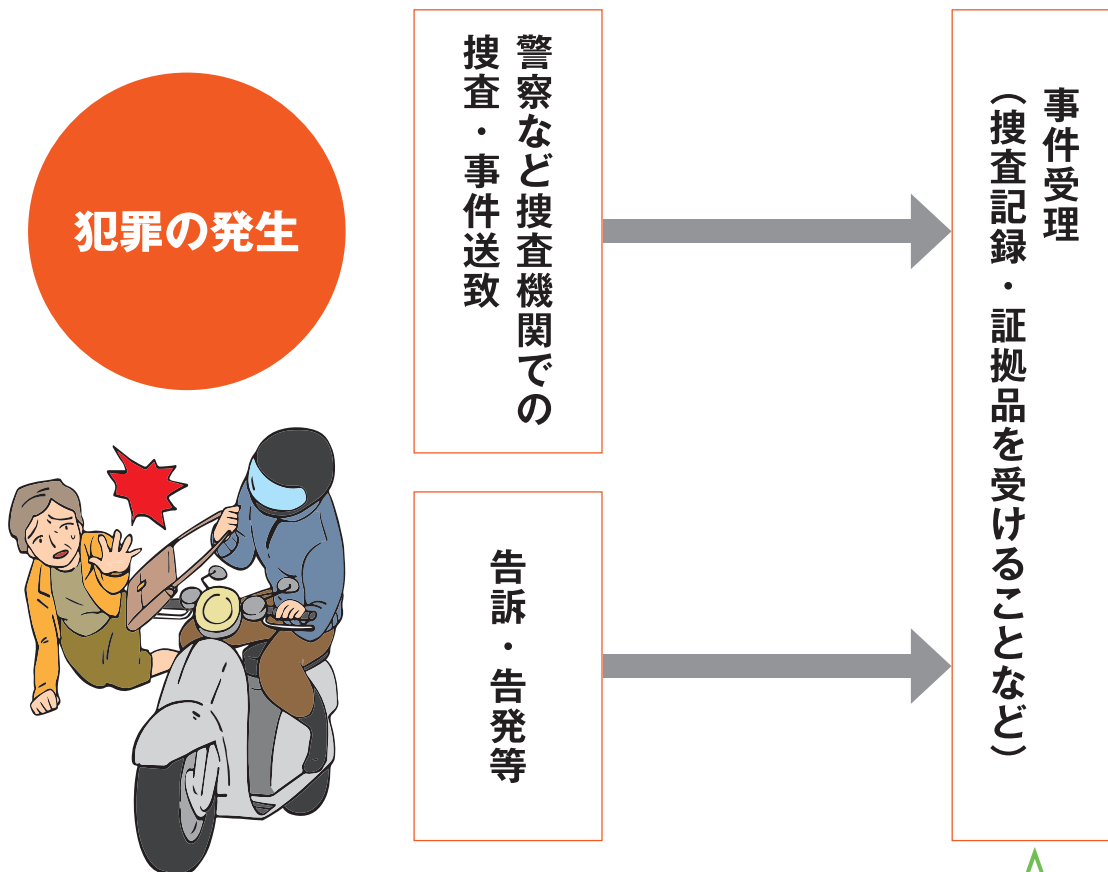 犯罪の発生
警察など捜査機関での
捜査・事件送致
告訴・告発等
事件受理
（捜査記録・証拠品を受けることなど）